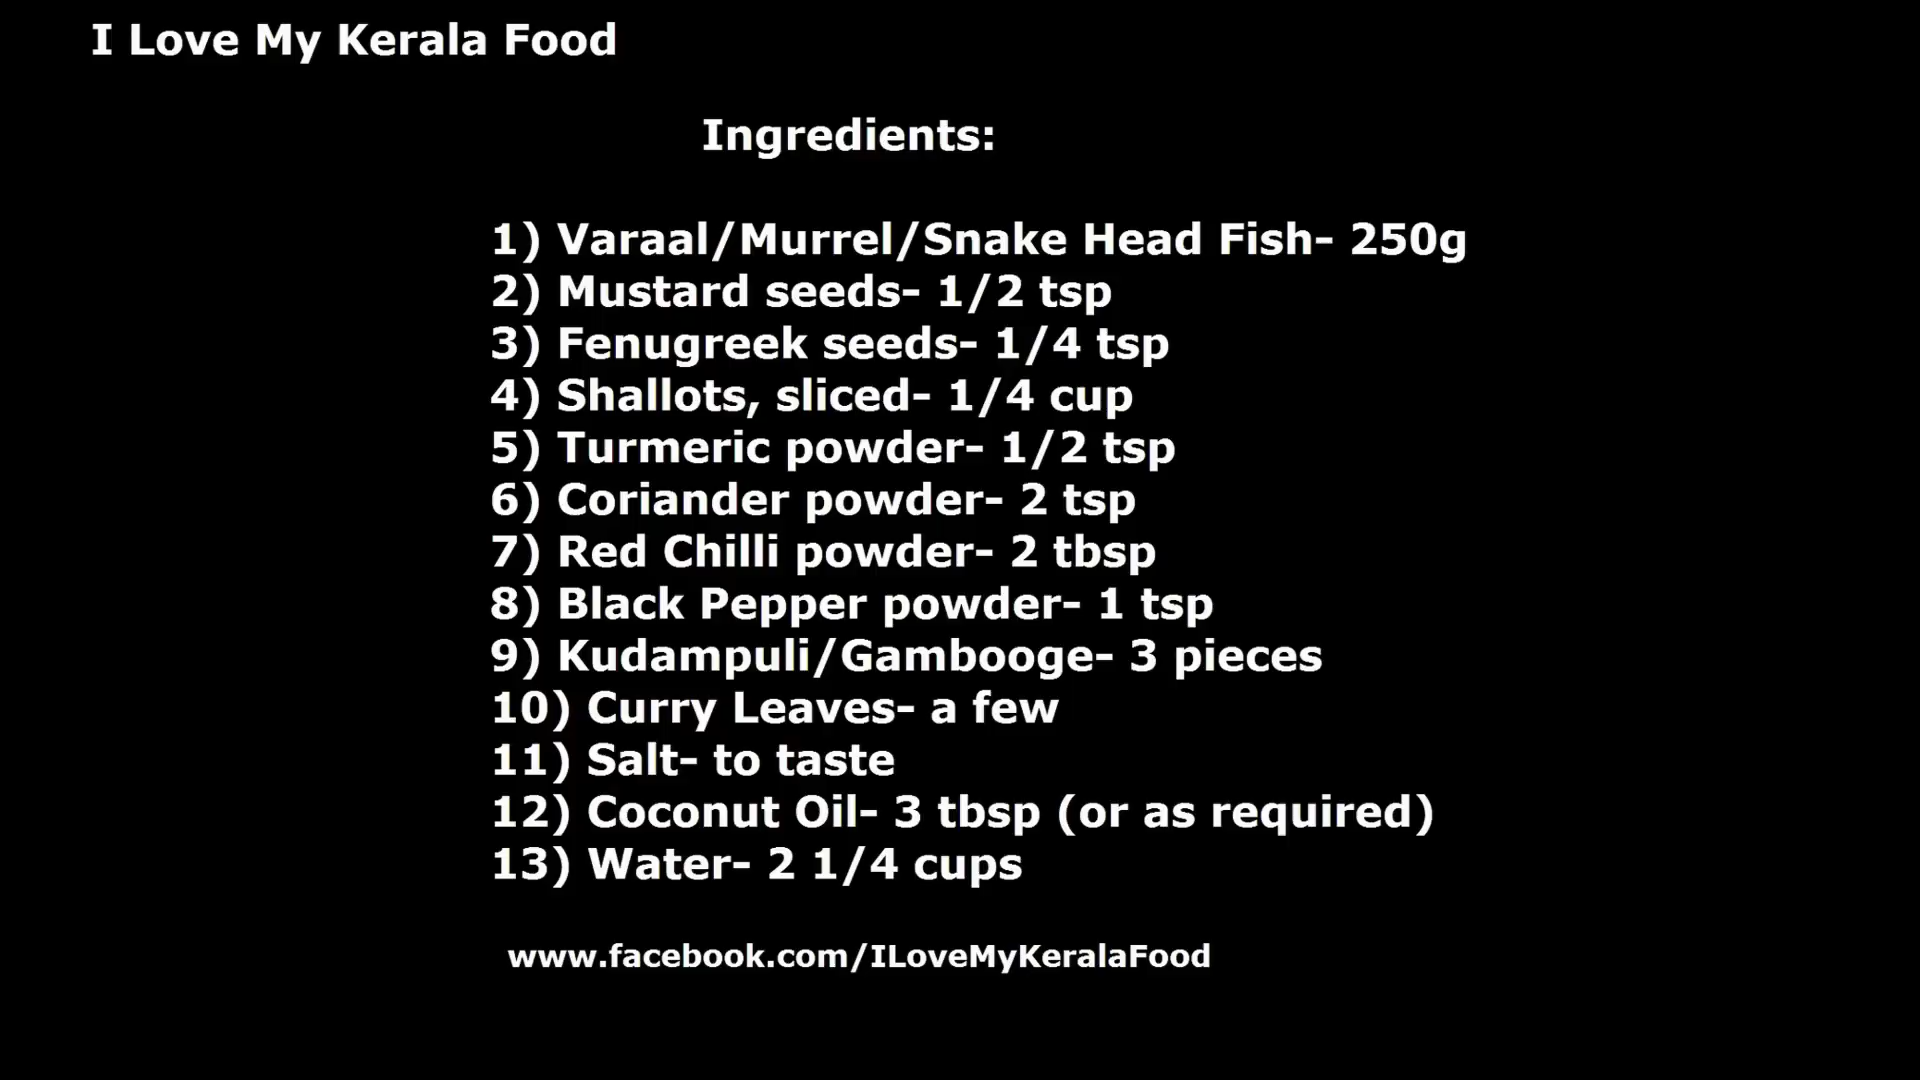 I Love My Kerala Food
Ingredients:
1) Varaal/Murrel/Snake Head Fish- 250g
2) Mustard seeds- 1/2 tsp
3) Fenugreek seeds- 1/4 tsp
4) Shallots, sliced- 1/4 cup
5) Turmeric powder- 1/2 tsp
6) Coriander powder- 2 tsp
7) Red Chilli powder- 2 tbsp
8) Black Pepper powder- 1 tsp
9) Kudampuli/Gambooge- 3 pieces
10) Curry Leaves- a few
11) Salt- to taste
12) Coconut Oil- 3 tbsp (or as required)
13) Water- 2 1/4 cups
www.facebook.com/ILoveMyKeralaFood